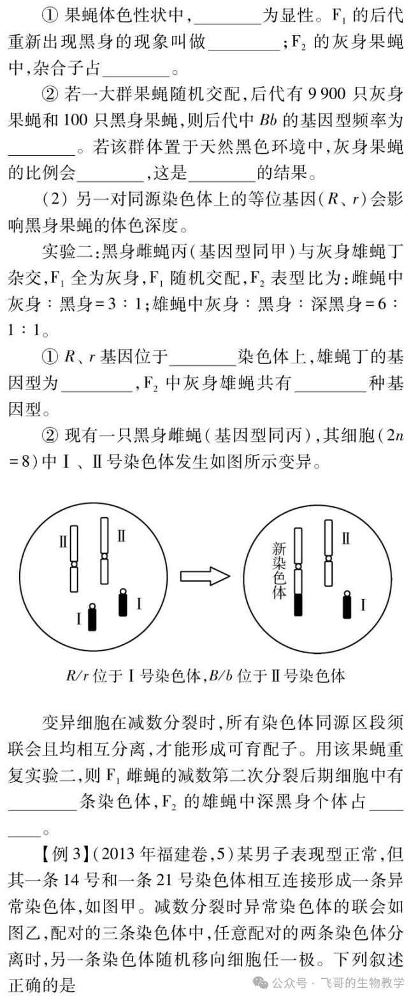 ① 果蝇体色性状中,________为显性。F₁ 的后代
重新出现黑身的现象叫做________;F₂ 的灰身果蝇
中,杂合子占________。
② 若一大群果蝇随机交配,后代有 9 900 只灰身
果蝇和 100 只黑身果蝇,则后代中 Bb 的基因型频率为
________。若该群体置于天然黑色环境中,灰身果蝇
的比例会________,这是________的结果。
(2) 另一对同源染色体上的等位基因(R、r)会影
响黑身果蝇的体色深度。
实验二:黑身雌蝇丙(基因型同甲)与灰身雄蝇丁
杂交,F₁ 全为灰身,F₁ 随机交配,F₂ 表型比为:雌蝇中
灰身∶黑身=3∶1;雄蝇中灰身∶黑身∶深黑身=6∶
1∶1。
① R、r 基因位于________染色体上,雄蝇丁的基
因型为________,F₂ 中灰身雄蝇共有________种基
因型。
② 现有一只黑身雌蝇(基因型同丙),其细胞(2n
=8)中Ⅰ、Ⅱ号染色体发生如图所示变异。
Ⅱ Ⅱ
Ⅰ Ⅰ
新染色体
Ⅱ
Ⅰ
R/r 位于Ⅰ号染色体,B/b 位于Ⅱ号染色体
变异细胞在减数分裂时,所有染色体同源区段须
联会且均相互分离,才能形成可育配子。用该果蝇重
复实验二,则 F₁ 雌蝇的减数第二次分裂后期细胞中有
________条染色体,F₂ 的雄蝇中深黑身个体占____
____。
【例 3】(2013 年福建卷,5)某男子表现型正常,但
其一条 14 号和一条 21 号染色体相互连接形成一条异
常染色体,如图甲。减数分裂时异常染色体的联会如
图乙,配对的三条染色体中,任意配对的两条染色体分
离时,另一条染色体随机移向细胞任一极。下列叙述
正确的是
公众号·飞哥的生物教学